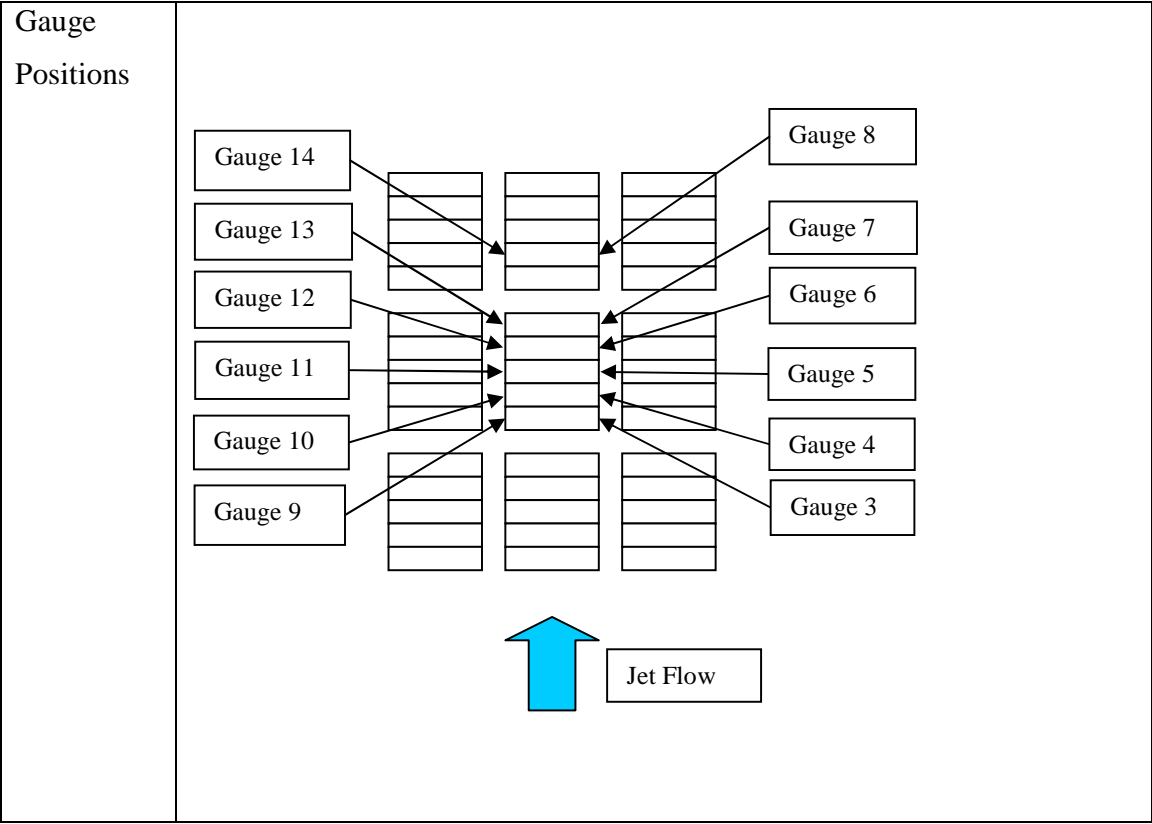 Gauge
Positions
Gauge 14
Gauge 13
Gauge 12
Gauge 11
Gauge 10
Gauge 9
Gauge 8
Gauge 7
Gauge 6
Gauge 5
Gauge 4
Gauge 3
Jet Flow